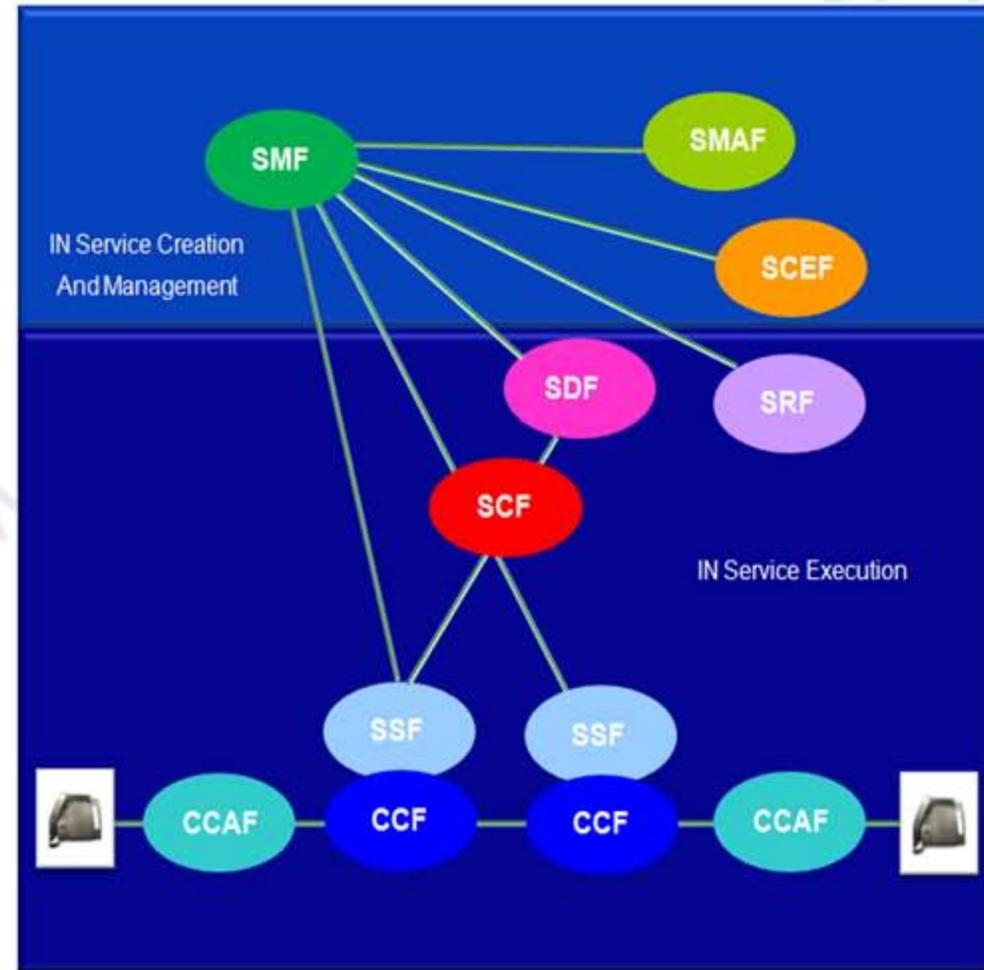 SMF
SMAF
IN Service Creation
And Management
SCEF
SDF
SRF
SCF
IN Service Execution
SSF
SSF
CCAF
CCF
CCF
CCAF